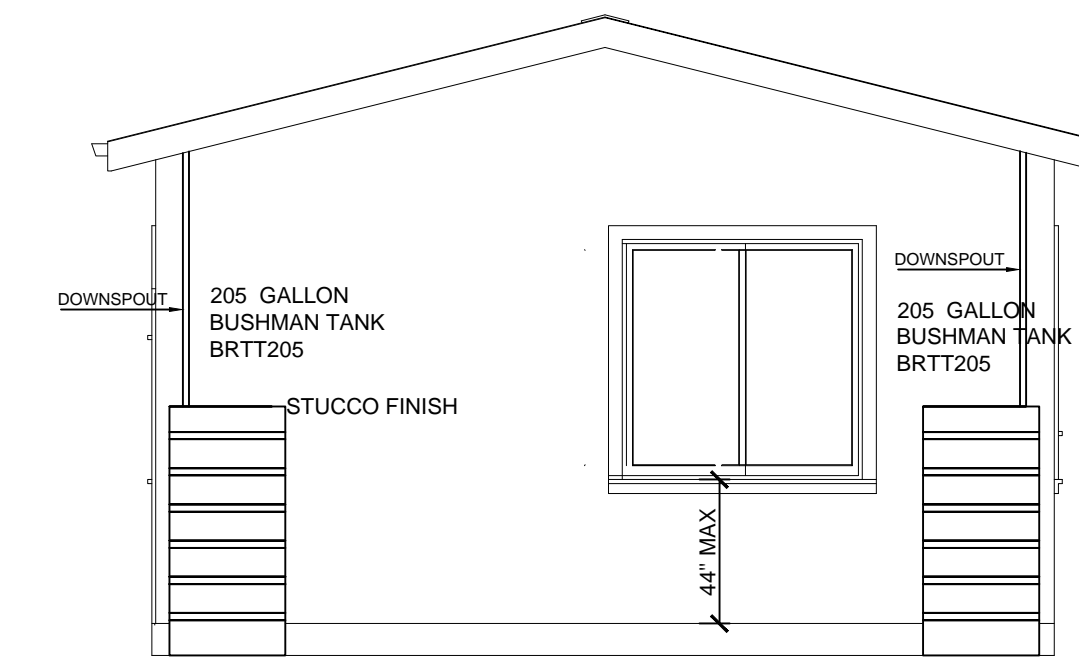 DOWNSPOUT
205 GALLON
BUSHMAN TANK
BRTT205
STUCCO FINISH
DOWNSPOUT
205 GALLON
BUSHMAN TANK
BRTT205
44" MAX